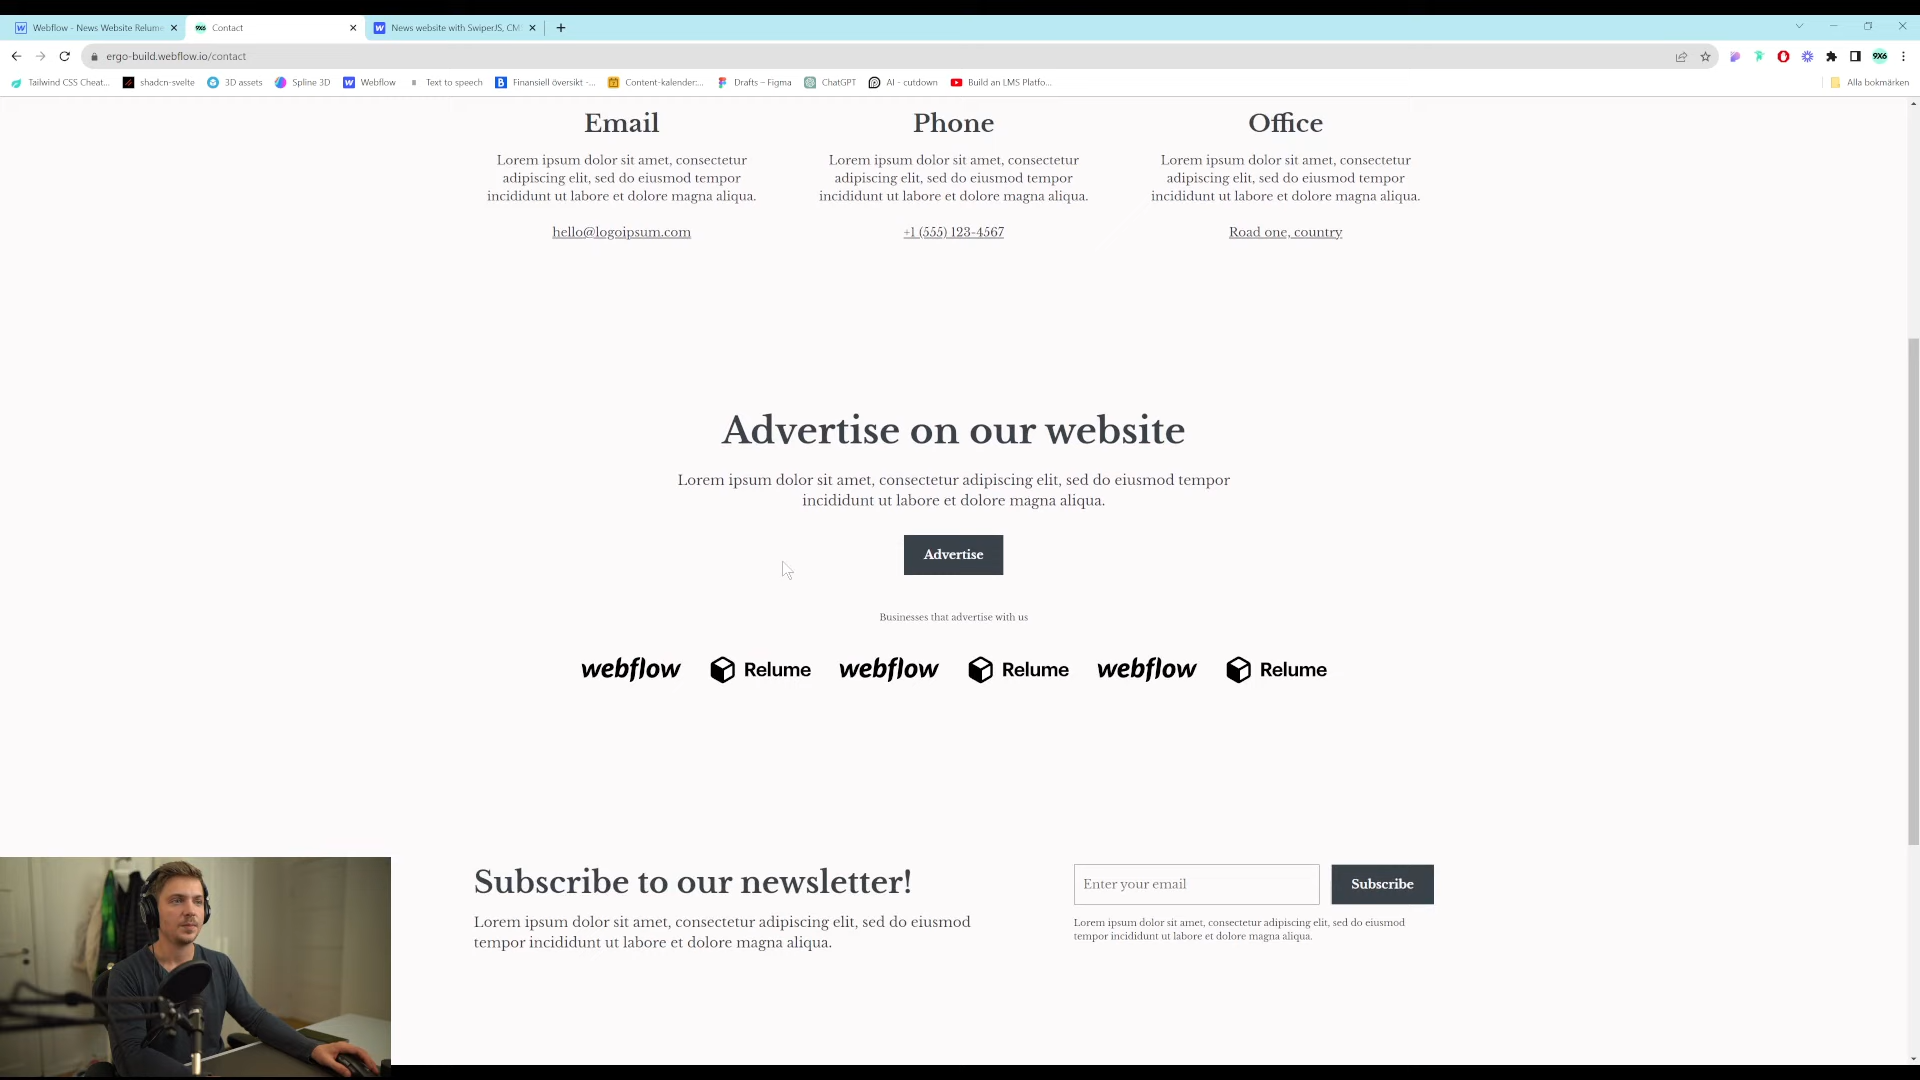 Webflow - News Website Relume
Contact
News website with SwiperJS, CM
ergo-build.webflow.io/contact
9X6
Tailwind CSS Cheat...
shadcn-svelte
3D assets
Spline 3D
Webflow
Text to speech
Finansiell översikt -...
Content-kalender:...
Drafts – Figma
ChatGPT
AI - cutdown
Build an LMS Platfo...
Alla bokmärken
Email
Lorem ipsum dolor sit amet, consectetur
adipiscing elit, sed do eiusmod tempor
incididunt ut labore et dolore magna aliqua.
hello@logoipsum.com
Phone
Lorem ipsum dolor sit amet, consectetur
adipiscing elit, sed do eiusmod tempor
incididunt ut labore et dolore magna aliqua.
+1 (555) 123-4567
Office
Lorem ipsum dolor sit amet, consectetur
adipiscing elit, sed do eiusmod tempor
incididunt ut labore et dolore magna aliqua.
Road one, country
Advertise on our website
Lorem ipsum dolor sit amet, consectetur adipiscing elit, sed do eiusmod tempor
incididunt ut labore et dolore magna aliqua.
Advertise
Businesses that advertise with us
webflow Relume webflow Relume webflow Relume
Subscribe to our newsletter!
Lorem ipsum dolor sit amet, consectetur adipiscing elit, sed do eiusmod
tempor incididunt ut labore et dolore magna aliqua.
Enter your email
Subscribe
Lorem ipsum dolor sit amet, consectetur adipiscing elit, sed do eiusmod
tempor incididunt ut labore et dolore magna aliqua.